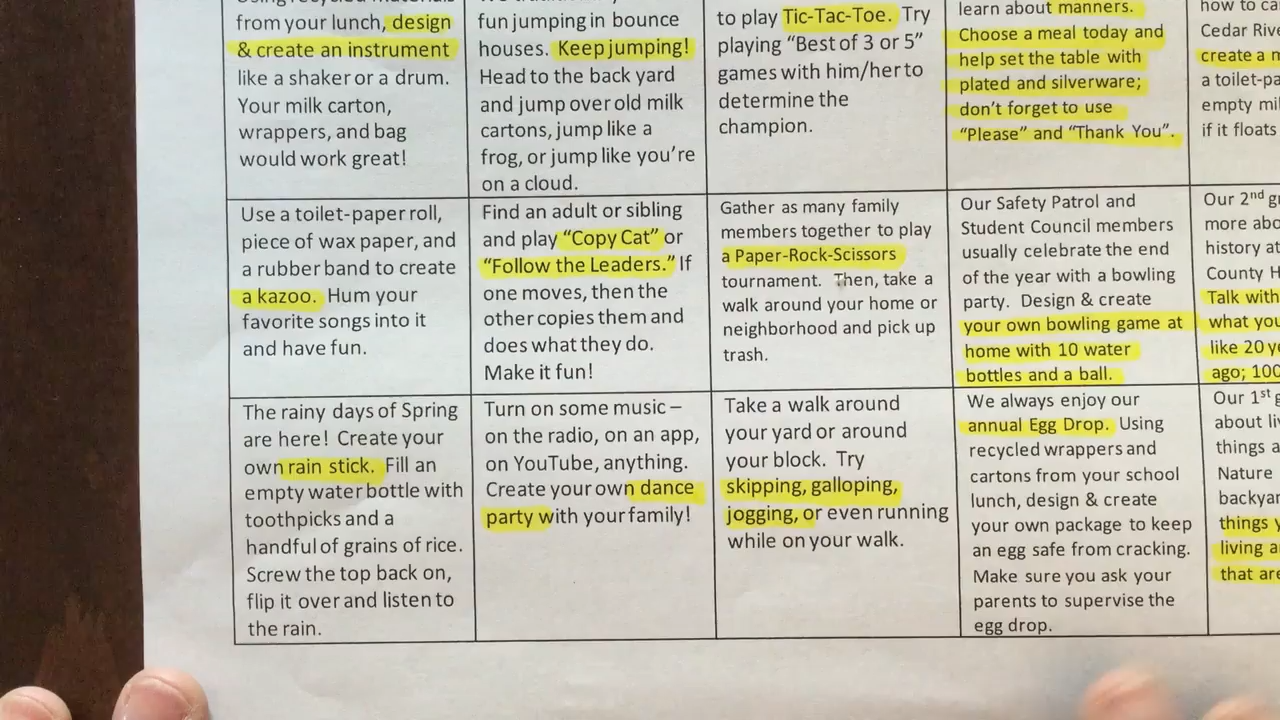 from your lunch, design
& create an instrument
like a shaker or a drum.
Your milk carton,
wrappers, and bag
would work great!
fun jumping in bounce
houses. Keep jumping!
Head to the back yard
and jump over old milk
cartons, jump like a
frog, or jump like you're
on a cloud.
to play Tic-Tac-Toe. Try
playing "Best of 3 or 5"
games with him/her to
determine the
champion.
learn about manners.
Choose a meal today and
help set the table with
plated and silverware;
don't forget to use
"Please" and "Thank You".
how to ca
Cedar Rive
create a
a toilet-pa
empty mil
if it floats
Use a toilet-paper roll,
piece of wax paper, and
a rubber band to create
a kazoo. Hum your
favorite songs into it
and have fun.
Find an adult or sibling
and play "Copy Cat" or
"Follow the Leaders." If
one moves, then the
other copies them and
does what they do.
Make it fun!
Gather as many family
members together to play
a Paper-Rock-Scissors
tournament. Then, take a
walk around your home or
neighborhood and pick up
trash.
Our Safety Patrol and
Student Council members
usually celebrate the end
of the year with a bowling
party. Design & create
your own bowling game at
home with 10 water
bottles and a ball.
Our 2nd g
more abo
history at
County H
Talk with
what you
like 20 y
ago; 100
The rainy days of Spring
are here! Create your
own rain stick. Fill an
empty water bottle with
toothpicks and a
handful of grains of rice.
Screw the top back on,
flip it over and listen to
the rain.
Turn on some music –
on the radio, on an app,
on YouTube, anything.
Create your own dance
party with your family!
Take a walk around
your yard or around
your block. Try
skipping, galloping,
jogging, or even running
while on your walk.
We always enjoy our
annual Egg Drop. Using
recycled wrappers and
cartons from your school
lunch, design & create
your own package to keep
an egg safe from cracking.
Make sure you ask your
parents to supervise the
egg drop.
Our 1st g
about liv
things a
Nature
backyar
things y
living a
that are